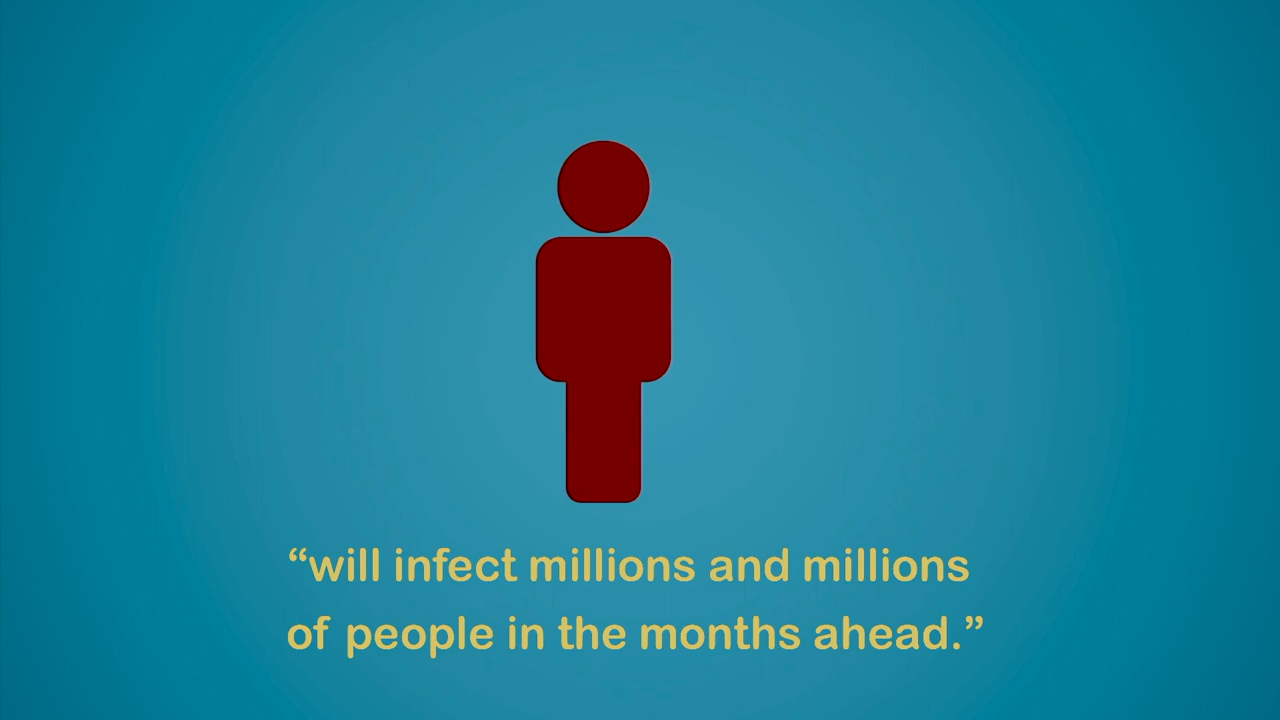 “will infect millions and millions
of people in the months ahead.”